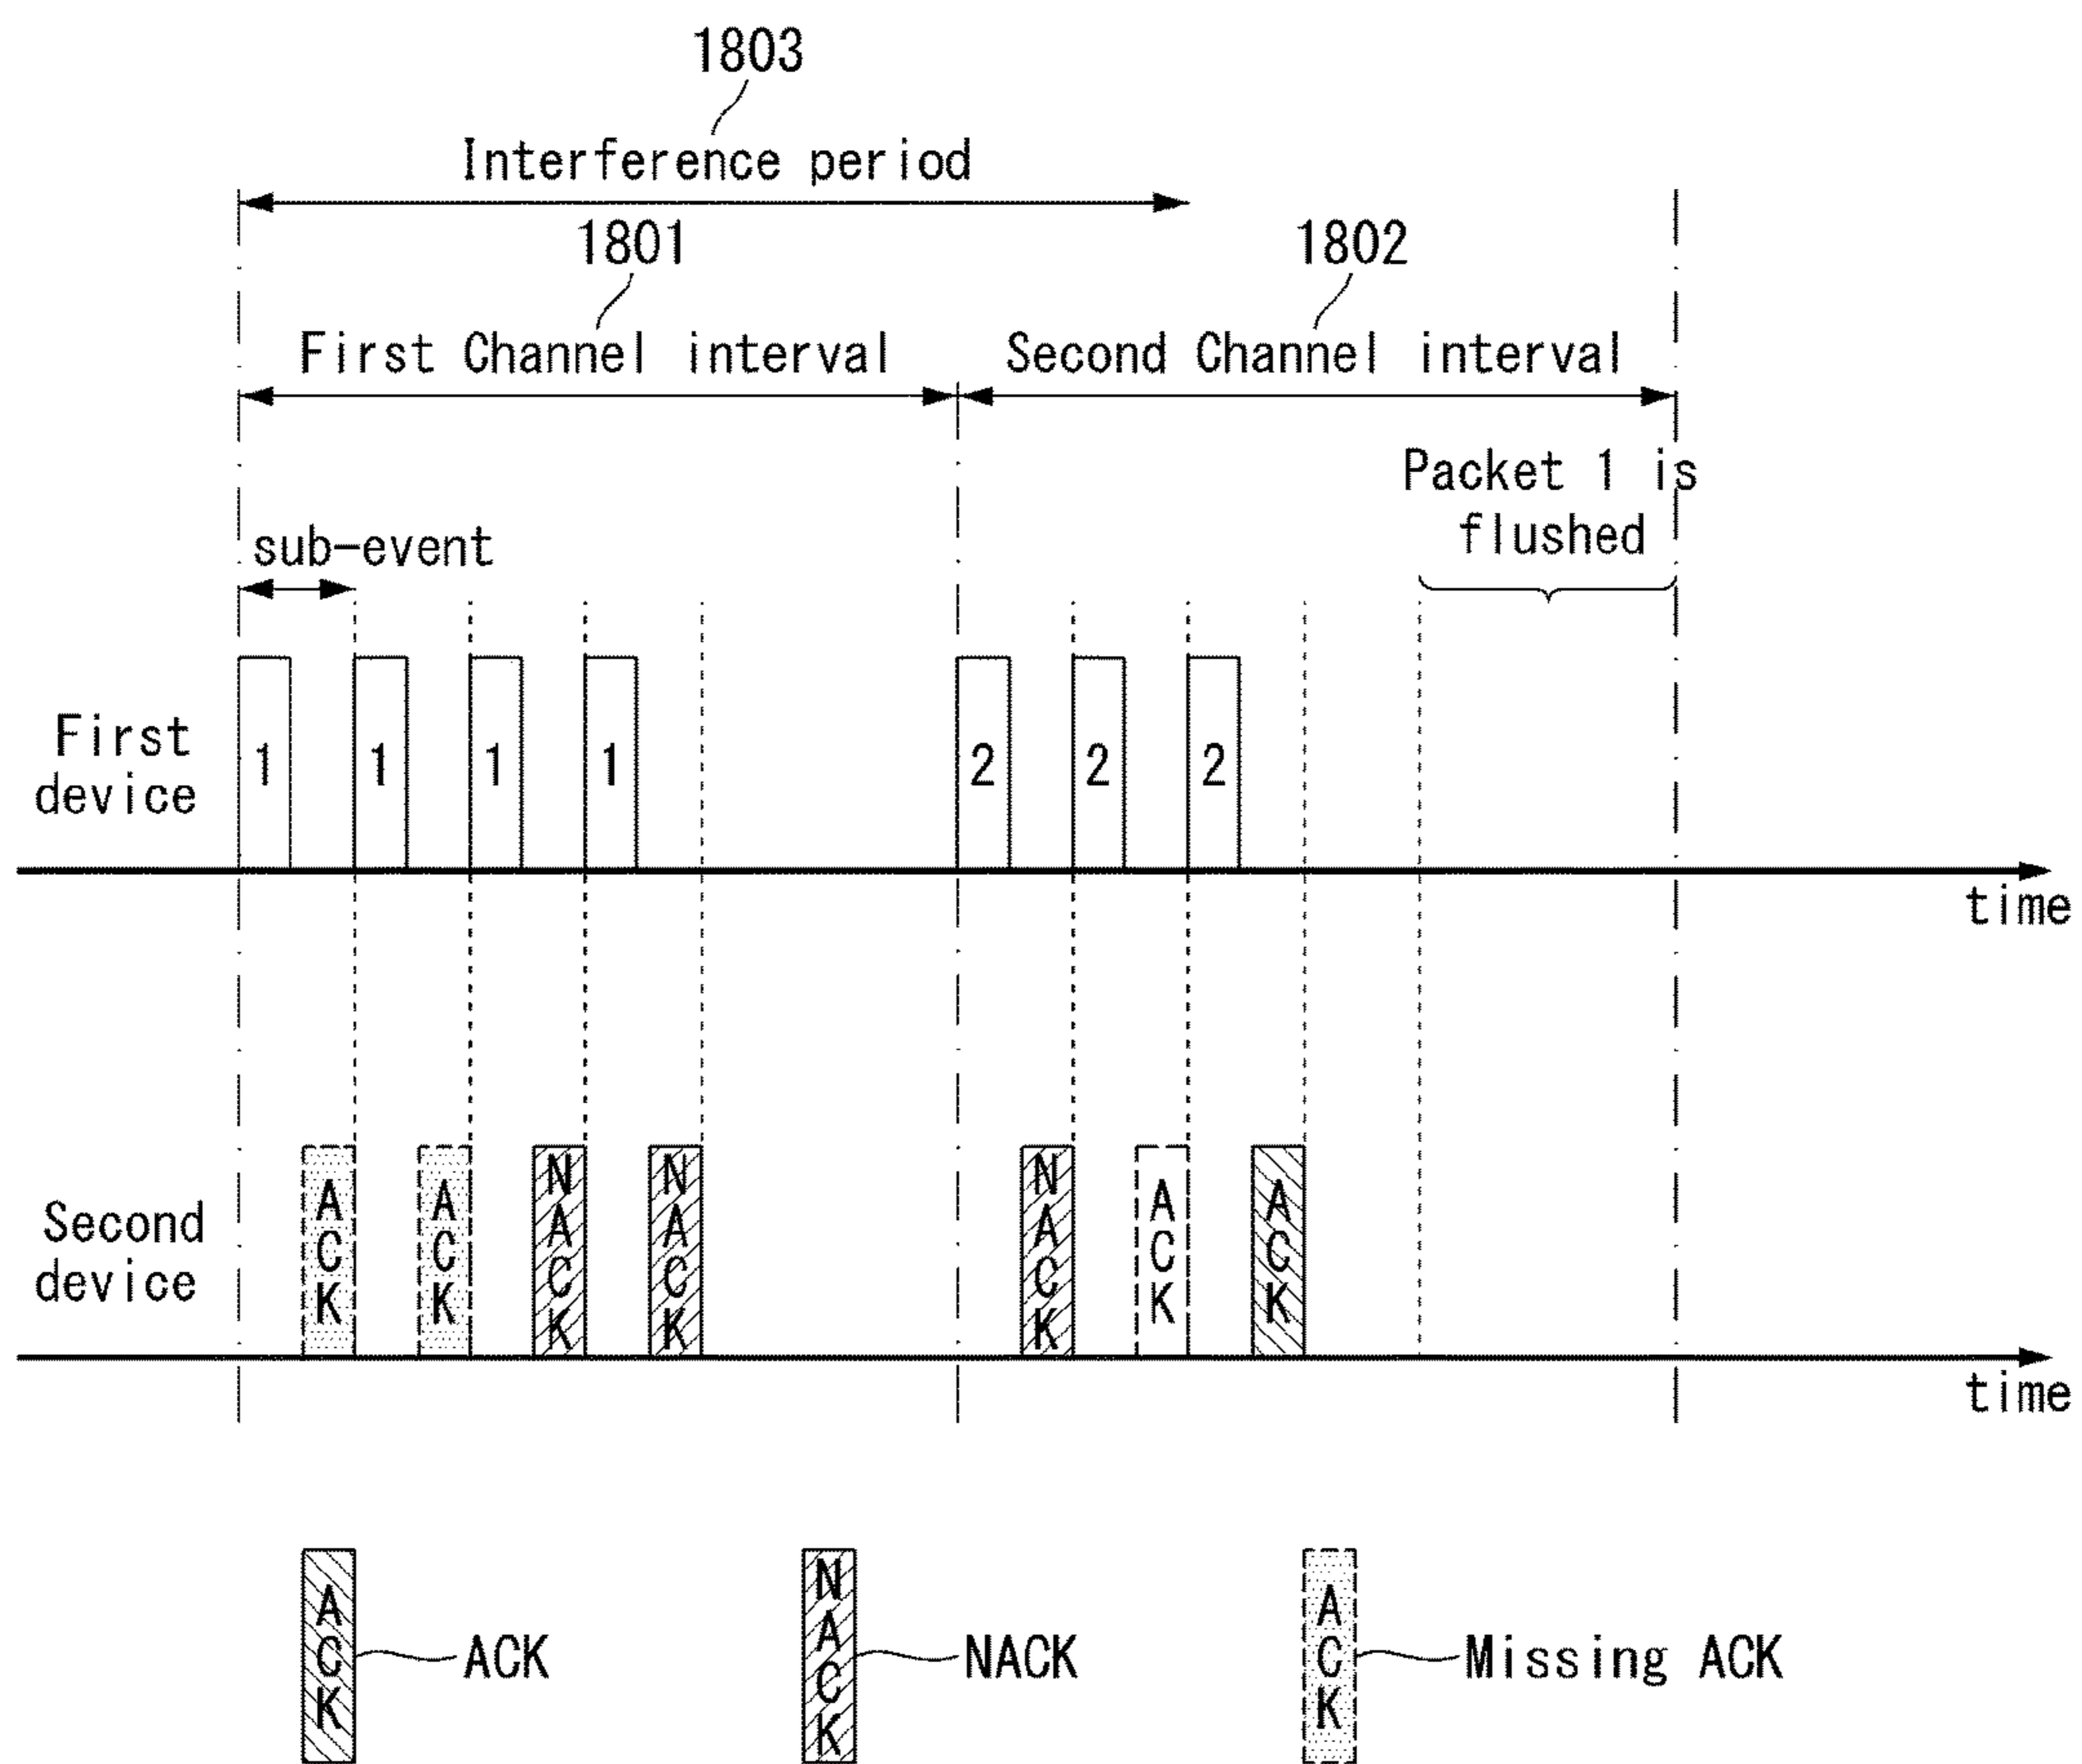 1803
Interference period
1801
1802
First Channel interval
Second Channel interval
Packet 1 is
flushed
sub-event
First
device
1
1
1
1
2
2
2
time
Second
device
ACK
ACK
NACK
NACK
NACK
ACK
ACK
time
ACK
ACK
NACK
NACK
ACK
Missing ACK